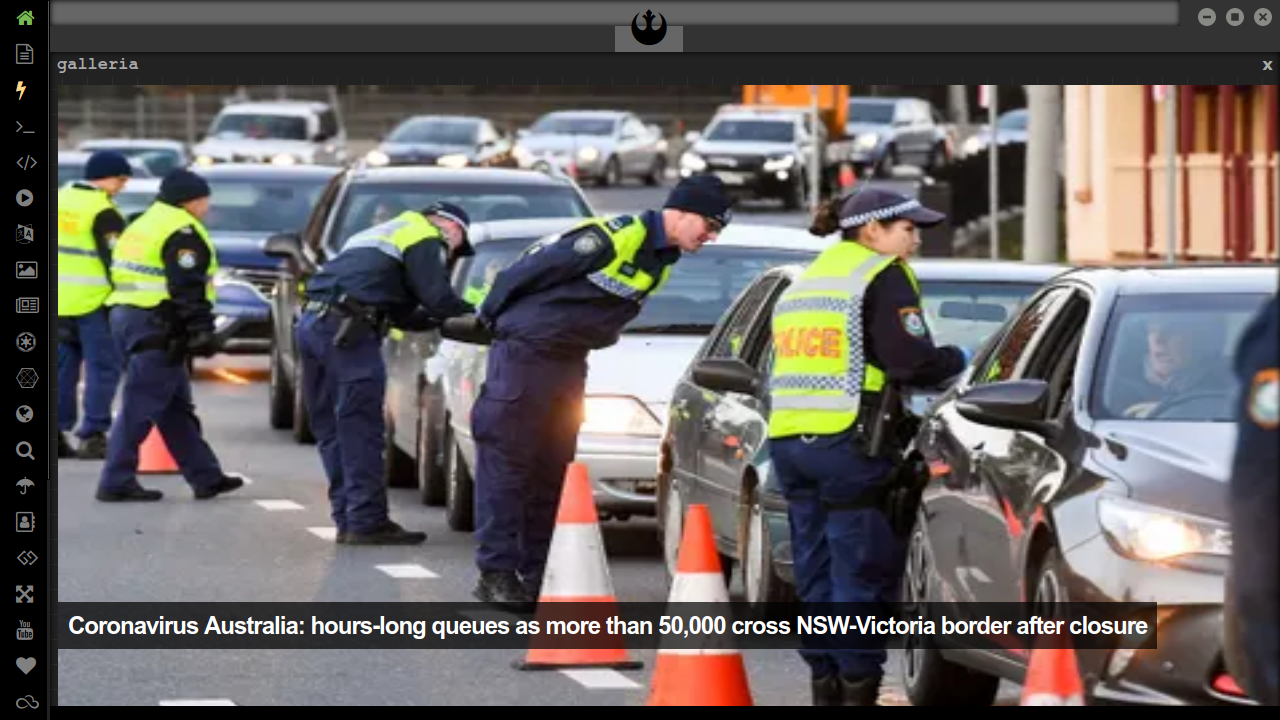 galleria
x
POLICE
Coronavirus Australia: hours-long queues as more than 50,000 cross NSW-Victoria border after closure
You
Tube